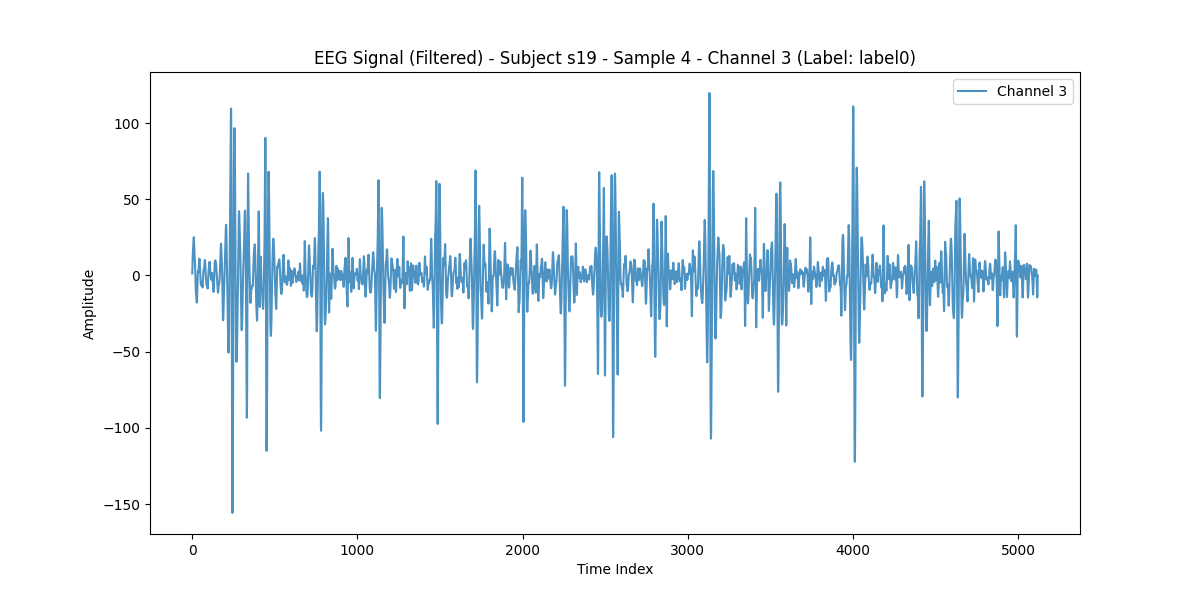 EEG Signal (Filtered) - Subject s19 - Sample 4 - Channel 3 (Label: label0)
Channel 3
100
50
0
−50
−100
−150
Amplitude
0 1000 2000 3000 4000 5000
Time Index